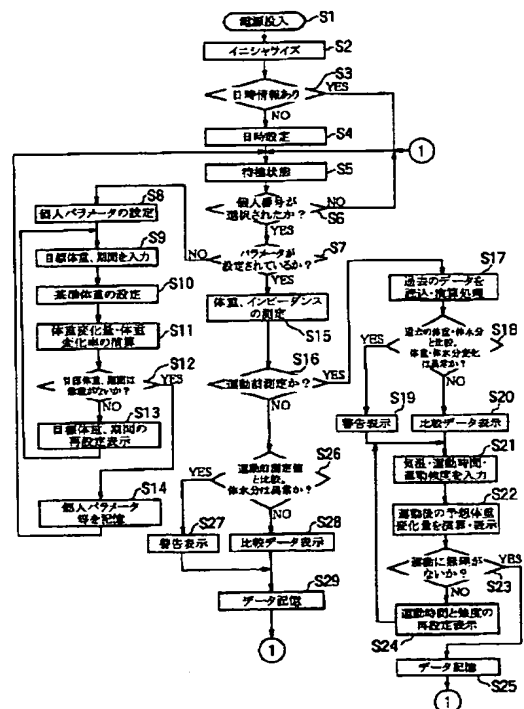 電源投入
S1
イニシャライズ
S2
日時情報あり
S3
YES
NO
日時設定
S4
1
待機状態
S5
個人番号が
選択されたか?
S6
NO
YES
パラメータが
設定されているか?
S7
NO
YES
S8
個人パラメータの設定
S9
目標体重、期間を入力
S10
基準体重の設定
S11
体重変化量・体重
変化率の演算
S12
目標体重、期間は
無理がないか?
YES
NO
S13
目標体重、期間の
再設定表示
S14
個人パラメータ
等を記憶
体重、インピーダンス
の測定
S15
S16
運動前測定か?
YES
NO
運動前測定値
と比較。
体水分は異常か?
S26
YES
NO
S27
警告表示
S28
比較データ表示
S29
データ記憶
1
S17
過去のデータを
読込・演算処理
過去の体重・体水分
と比較。
体重・体水分変化
は異常か?
S18
YES
NO
S19
警告表示
S20
比較データ表示
S21
気温・運動時間・
運動強度を入力
S22
運動後の予想体重
変化量を演算・表示
運動に無理が
ないか?
YES
S23
NO
運動時間と強度の
再設定表示
S24
データ記憶
S25
1